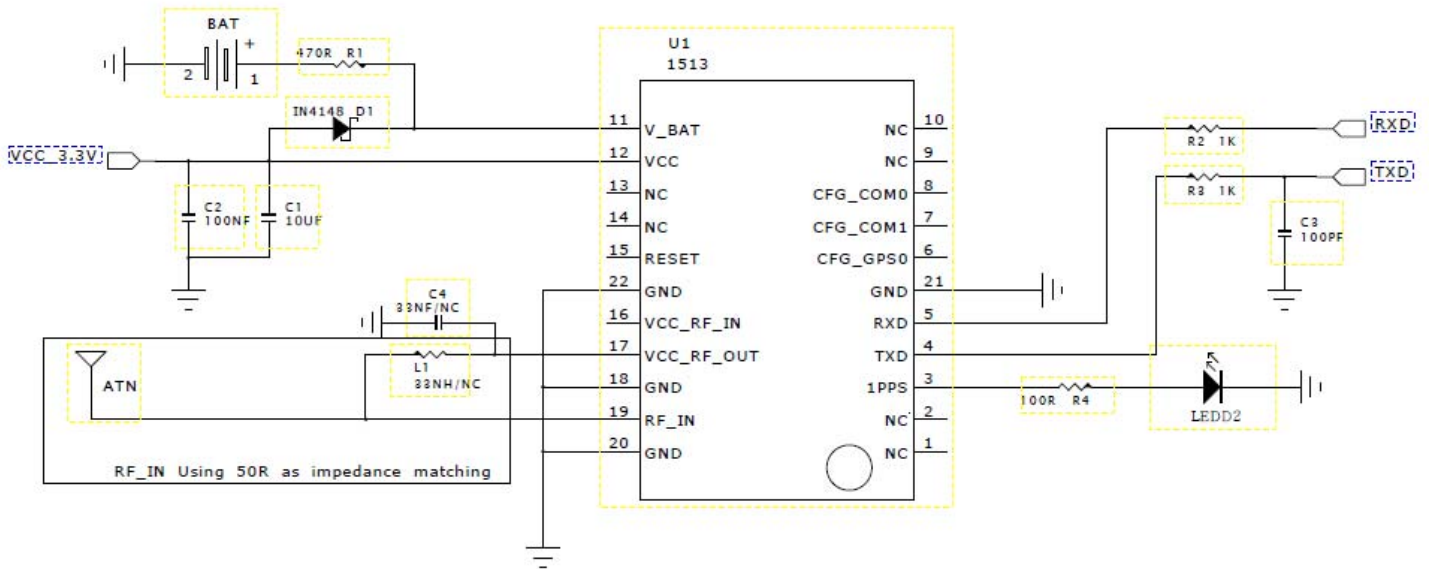 BAT
+
2
1
470R R1
IN4148 D1
VCC_3.3V
C2
100NF
C1
10UF
C4
33NF/NC
L1
33NH/NC
ATN
RF_IN Using 50R as impedance matching
U1
1513
11 V_BAT
12 VCC
13 NC
14 NC
15 RESET
22 GND
16 VCC_RF_IN
17 VCC_RF_OUT
18 GND
19 RF_IN
20 GND
NC 10
NC 9
CFG_COM0 8
CFG_COM1 7
CFG_GPS0 6
GND 21
RXD 5
TXD 4
1PPS 3
NC 2
NC 1
R2 1K
RXD
R3 1K
TXD
C3
100PF
100R R4
LEDD2